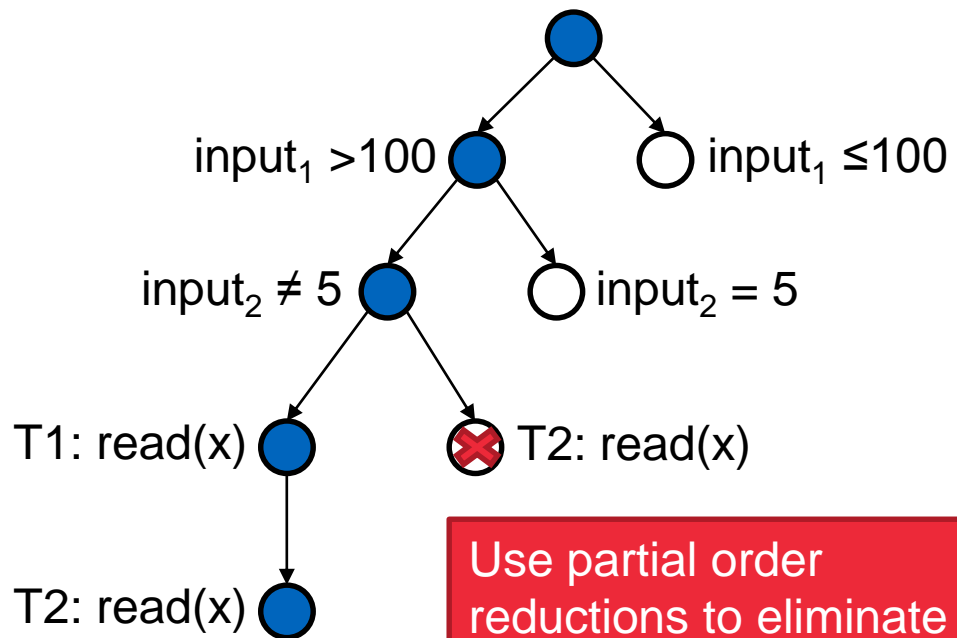 input₁ >100
input₁ ≤100
input₂ ≠ 5
input₂ = 5
T1: read(x)
T2: read(x)
T2: read(x)
Use partial order
reductions to eliminate